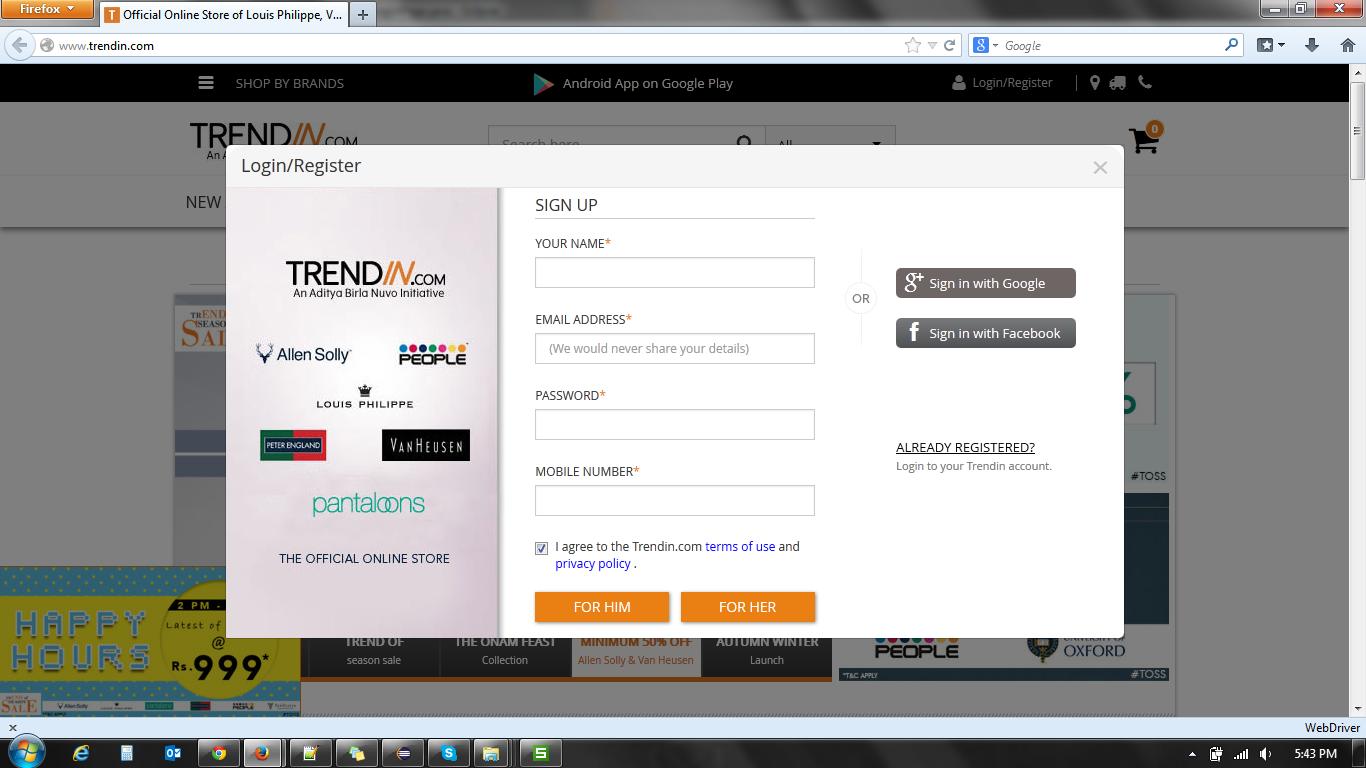 Firefox
Official Online Store of Louis Philippe, V...
www.trendin.com
Google
SHOP BY BRANDS
Android App on Google Play
Login/Register
TRENDIN.COM
Search here
All
0
NEW
Login/Register
TRENDIN.COM
An Aditya Birla Nuvo Initiative
Allen Solly
PEOPLE
LOUIS PHILIPPE
PETER ENGLAND
VANHEUSEN
pantaloons
THE OFFICIAL ONLINE STORE
SIGN UP
YOUR NAME*
EMAIL ADDRESS*
(We would never share your details)
PASSWORD*
MOBILE NUMBER*
I agree to the Trendin.com terms of use and
privacy policy .
FOR HIM
FOR HER
OR
g+ Sign in with Google
f Sign in with Facebook
ALREADY REGISTERED?
Login to your Trendin account.
#TOSS
HAPPY
HOURS
2 PM -
Latest of
@
Rs.999*
SALE
TREND OF
season sale
THE ONAM FEAST
Collection
MINIMUM 50% OFF
Allen Solly & Van Heusen
AUTUMN WINTER
Launch
PEOPLE
UNIVERSITY OF
OXFORD
*T&C APPLY
#TOSS
WebDriver
5:43 PM